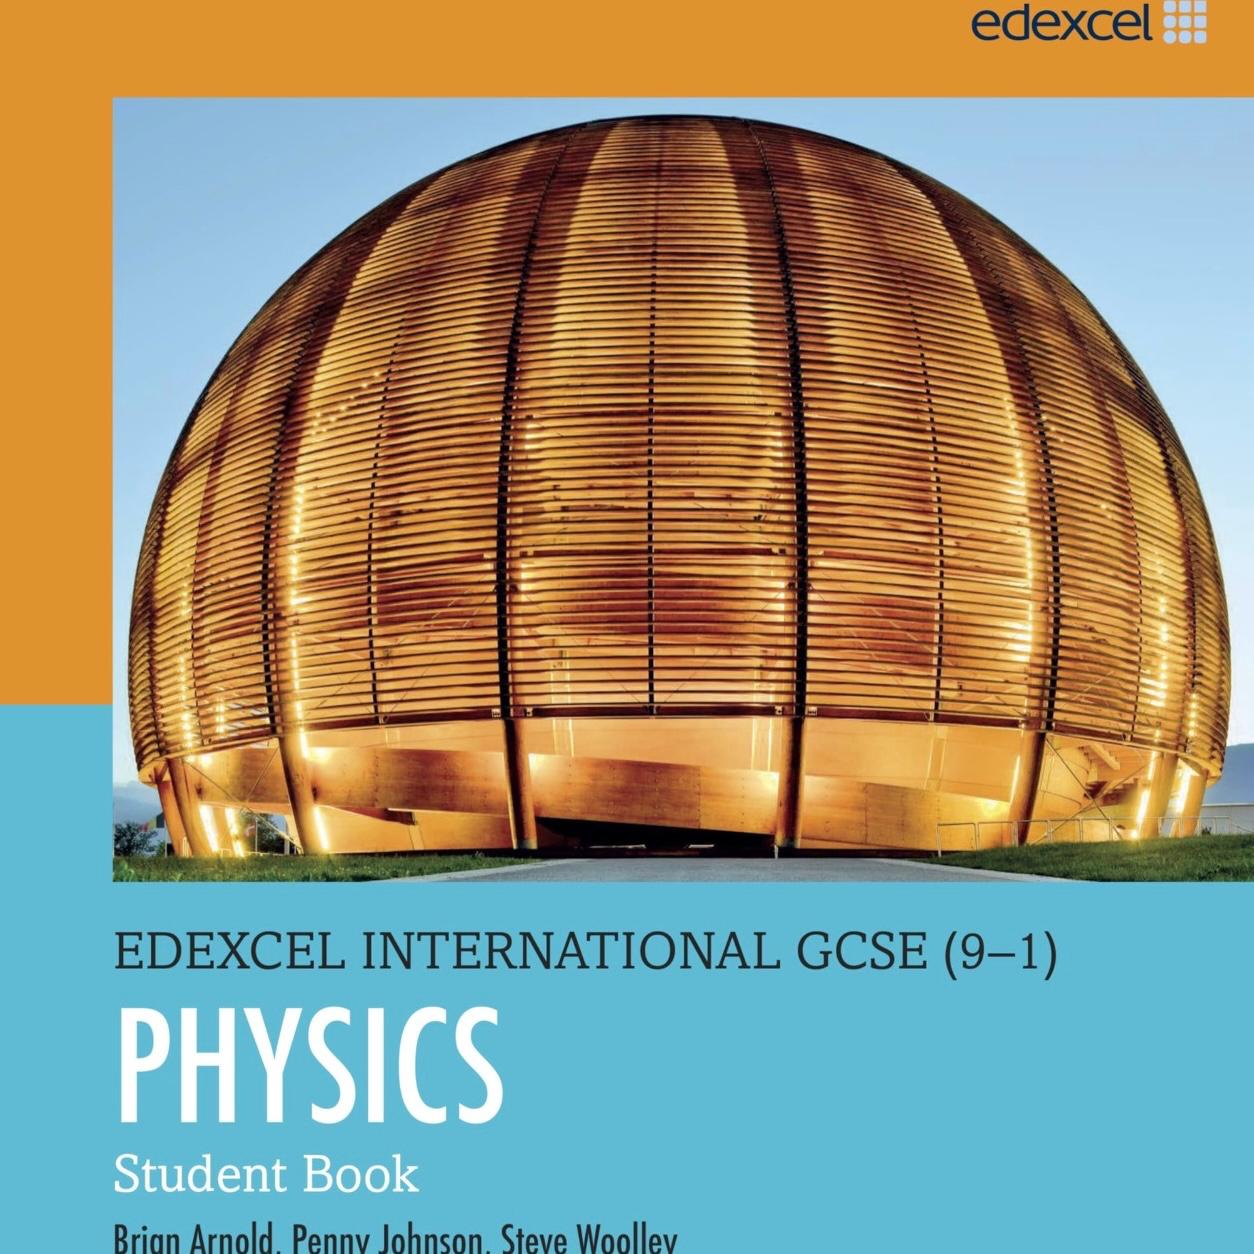 edexcel
EDEXCEL INTERNATIONAL GCSE (9–1)
PHYSICS
Student Book
Brian Arnold, Penny Johnson, Steve Woolley